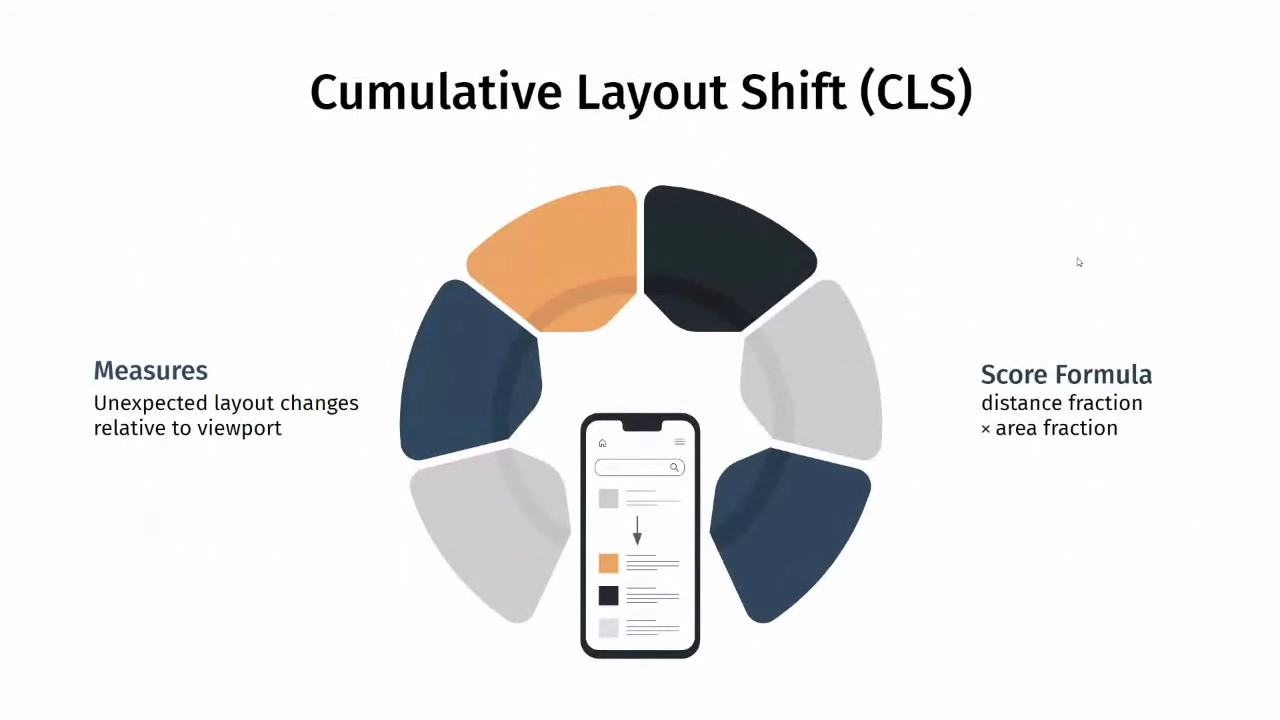 Cumulative Layout Shift (CLS)
Measures
Unexpected layout changes
relative to viewport
Score Formula
distance fraction
× area fraction